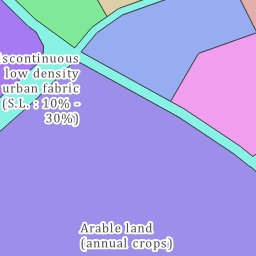 iscontinuous
low density
urban fabric
(S.L. : 10% -
30%)
Arable land
(annual crops)